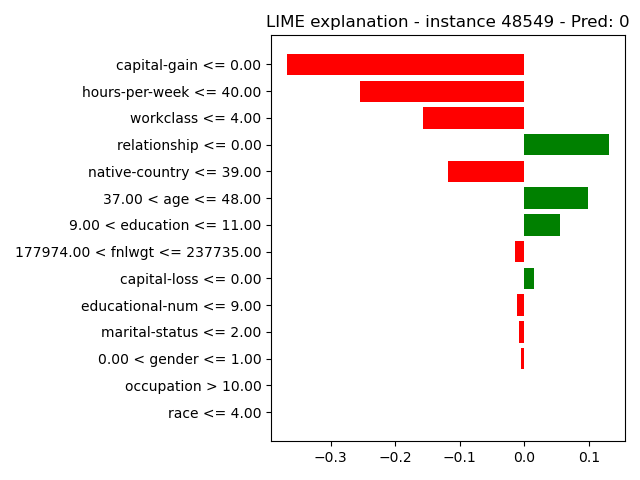 LIME explanation - instance 48549 - Pred: 0
capital-gain <= 0.00
hours-per-week <= 40.00
workclass <= 4.00
relationship <= 0.00
native-country <= 39.00
37.00 < age <= 48.00
9.00 < education <= 11.00
177974.00 < fnlwgt <= 237735.00
capital-loss <= 0.00
educational-num <= 9.00
marital-status <= 2.00
0.00 < gender <= 1.00
occupation > 10.00
race <= 4.00
−0.3 −0.2 −0.1 0.0 0.1